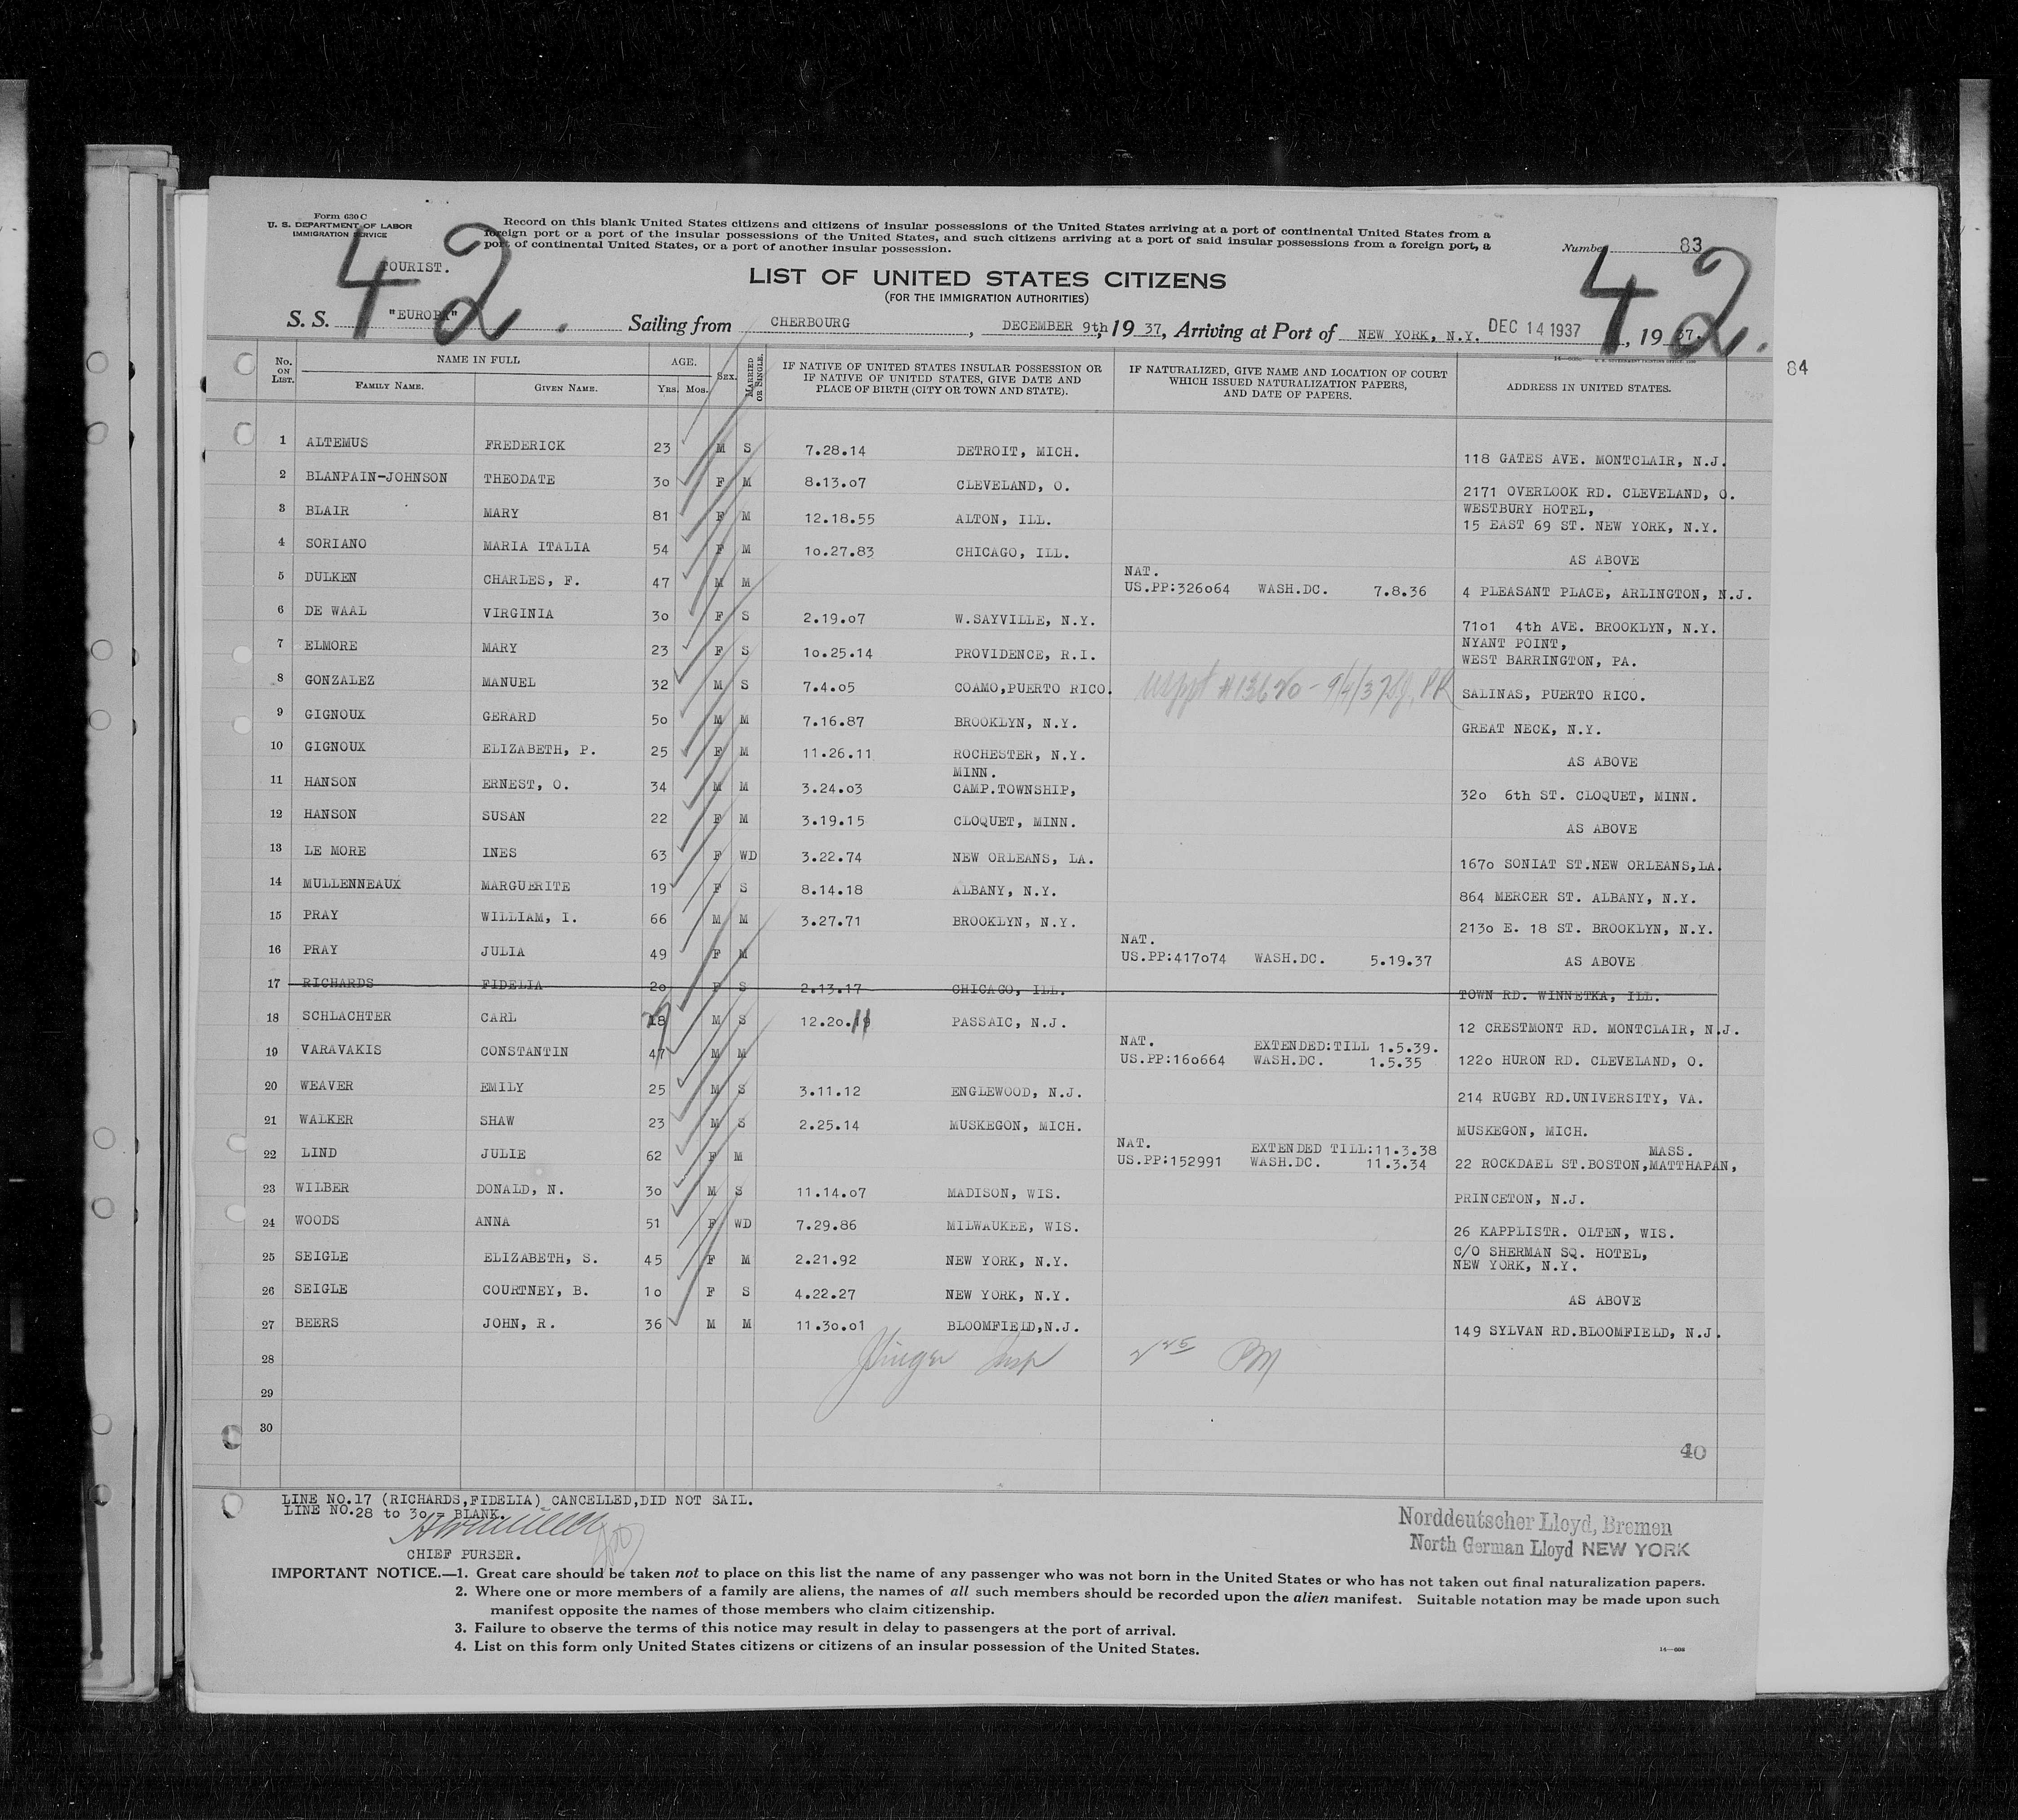 Form 630 C
U. S. DEPARTMENT OF LABOR
IMMIGRATION SERVICE
Record on this blank United States citizens and citizens of insular possessions of the United States arriving at a port of continental United States from a
foreign port or a port of the insular possessions of the United States, and such citizens arriving at a port of said insular possessions from a foreign port, a
port of continental United States, or a port of another insular possession.
Number 83
TOURIST.
42.
42.
LIST OF UNITED STATES CITIZENS
(FOR THE IMMIGRATION AUTHORITIES)
S. S. "EUROPA" Sailing from CHERBOURG, DECEMBER 9th, 19 37, Arriving at Port of NEW YORK, N.Y. DEC 14 1937, 19 37.
84
No. ON LIST. NAME IN FULL FAMILY NAME. GIVEN NAME. AGE. Yrs. Mos. SEX. MARRIED OR SINGLE. IF NATIVE OF UNITED STATES INSULAR POSSESSION OR IF NATIVE OF UNITED STATES, GIVE DATE AND PLACE OF BIRTH (CITY OR TOWN AND STATE). IF NATURALIZED, GIVE NAME AND LOCATION OF COURT WHICH ISSUED NATURALIZATION PAPERS, AND DATE OF PAPERS. ADDRESS IN UNITED STATES.
1 ALTEMUS FREDERICK 23 M S 7.28.14 DETROIT, MICH. 118 GATES AVE. MONTCLAIR, N.J.
2 BLANPAIN-JOHNSON THEODATE 30 F M 8.13.07 CLEVELAND, O. 2171 OVERLOOK RD. CLEVELAND, O.
3 BLAIR MARY 81 F M 12.18.55 ALTON, ILL. WESTBURY HOTEL, 15 EAST 69 ST. NEW YORK, N.Y.
4 SORIANO MARIA ITALIA 54 F M 10.27.83 CHICAGO, ILL. AS ABOVE
5 DULKEN CHARLES, F. 47 M M NAT. US.PP:326064 WASH.DC. 7.8.36 4 PLEASANT PLACE, ARLINGTON, N.J.
6 DE WAAL VIRGINIA 30 F S 2.19.07 W.SAYVILLE, N.Y. 7101 4th AVE. BROOKLYN, N.Y.
7 ELMORE MARY 23 F S 10.25.14 PROVIDENCE, R.I. NYANT POINT, WEST BARRINGTON, PA.
8 GONZALEZ MANUEL 32 M S 7.4.05 COAMO,PUERTO RICO. SALINAS, PUERTO RICO.
9 GIGNOUX GERARD 50 M M 7.16.87 BROOKLYN, N.Y. GREAT NECK, N.Y.
10 GIGNOUX ELIZABETH, P. 25 F M 11.26.11 ROCHESTER, N.Y. AS ABOVE
11 HANSON ERNEST, O. 34 M M 3.24.03 MINN. CAMP.TOWNSHIP, 320 6th ST. CLOQUET, MINN.
12 HANSON SUSAN 22 F M 3.19.15 CLOQUET, MINN. AS ABOVE
13 LE MORE INES 63 F WD 3.22.74 NEW ORLEANS, LA. 1670 SONIAT ST.NEW ORLEANS,LA.
14 MULLENNEAUX MARGUERITE 19 F S 8.14.18 ALBANY, N.Y. 864 MERCER ST. ALBANY, N.Y.
15 PRAY WILLIAM, I. 66 M M 3.27.71 BROOKLYN, N.Y. 2130 E. 18 ST. BROOKLYN, N.Y.
16 PRAY JULIA 49 F M NAT. US.PP:417074 WASH.DC. 5.19.37 AS ABOVE
17 RICHARDS FIDELIA 20 F S 2.13.17 CHICAGO, ILL. TOWN RD. WINNETKA, ILL.
18 SCHLACHTER CARL 18 M S 12.20. PASSAIC, N.J. 12 CRESTMONT RD. MONTCLAIR, N.J.
19 VARAVAKIS CONSTANTIN 47 M M NAT. EXTENDED:TILL 1.5.39. US.PP:160664 WASH.DC. 1.5.35 1220 HURON RD. CLEVELAND, O.
20 WEAVER EMILY 25 M S 3.11.12 ENGLEWOOD, N.J. 214 RUGBY RD.UNIVERSITY, VA.
21 WALKER SHAW 23 M S 2.25.14 MUSKEGON, MICH. MUSKEGON, MICH.
22 LIND JULIE 62 F M NAT. EXTENDED TILL:11.3.38 US.PP:152991 WASH.DC. 11.3.34 MASS. 22 ROCKDAEL ST.BOSTON,MATTHAPAN,
23 WILBER DONALD, N. 30 M S 11.14.07 MADISON, WIS. PRINCETON, N.J.
24 WOODS ANNA 51 F WD 7.29.86 MILWAUKEE, WIS. 26 KAPPLISTR. OLTEN, WIS.
25 SEIGLE ELIZABETH, S. 45 F M 2.21.92 NEW YORK, N.Y. C/O SHERMAN SQ. HOTEL, NEW YORK, N.Y.
26 SEIGLE COURTNEY, B. 10 F S 4.22.27 NEW YORK, N.Y. AS ABOVE
27 BEERS JOHN, R. 36 M M 11.30.01 BLOOMFIELD,N.J. 149 SYLVAN RD.BLOOMFIELD, N.J.
28 Insp PM
29
30
40
LINE NO.17 (RICHARDS,FIDELIA) CANCELLED,DID NOT SAIL.
LINE NO.28 to 30 = BLANK.
CHIEF PURSER.
Norddeutscher Lloyd, Bremen
North German Lloyd NEW YORK
IMPORTANT NOTICE.—1. Great care should be taken not to place on this list the name of any passenger who was not born in the United States or who has not taken out final naturalization papers.
2. Where one or more members of a family are aliens, the names of all such members should be recorded upon the alien manifest. Suitable notation may be made upon such
manifest opposite the names of those members who claim citizenship.
3. Failure to observe the terms of this notice may result in delay to passengers at the port of arrival.
4. List on this form only United States citizens or citizens of an insular possession of the United States.
14—608